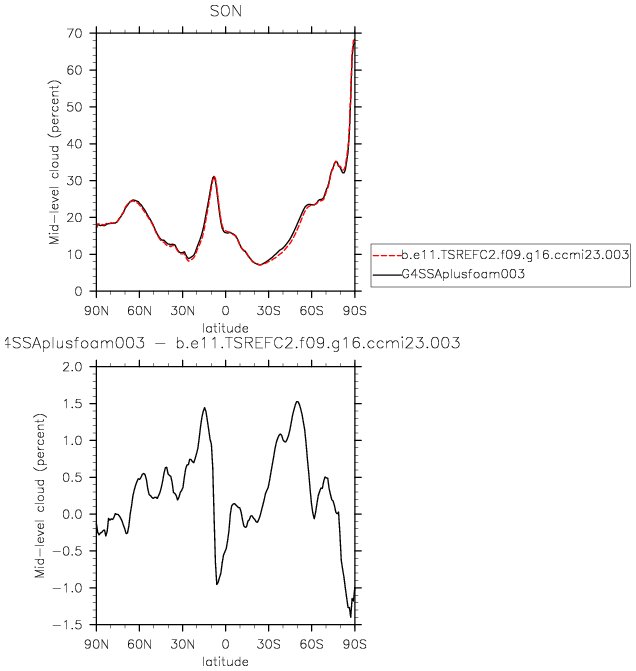 SON
70
60
50
40
30
20
10
0
Mid-level cloud (percent)
90N 60N 30N 0 30S 60S 90S
latitude
b.e11.TSREFC2.f09.g16.ccmi23.003
G4SSAplusfoam003
4SSAplusfoam003 - b.e11.TSREFC2.f09.g16.ccmi23.003
2.0
1.5
1.0
0.5
0.0
-0.5
-1.0
-1.5
Mid-level cloud (percent)
90N 60N 30N 0 30S 60S 90S
latitude